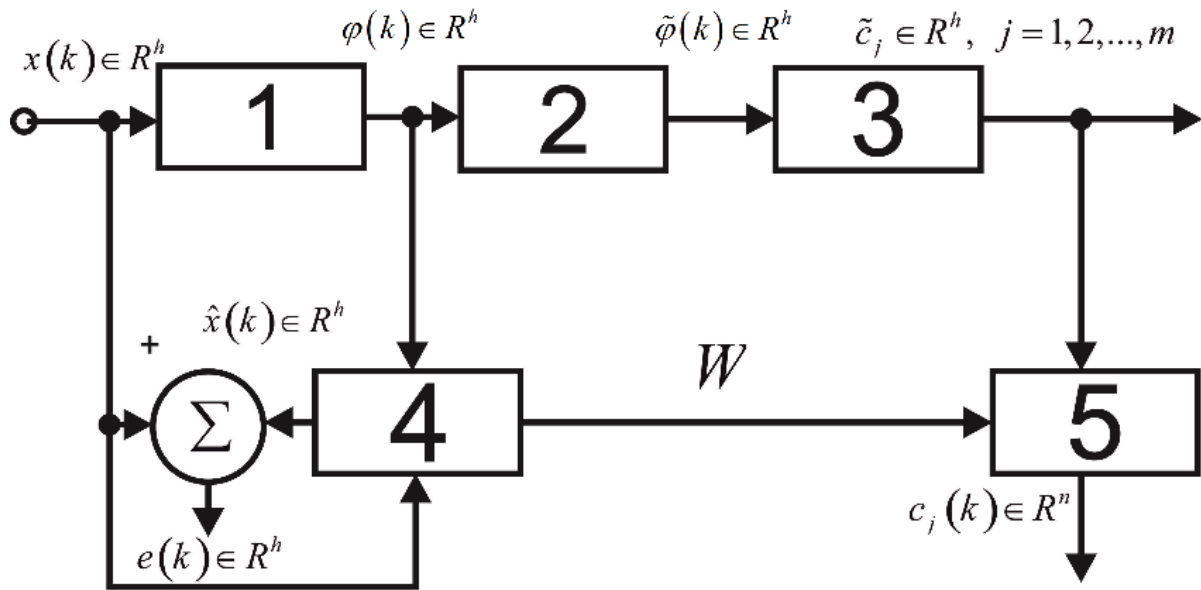 x(k)∈R^h
φ(k)∈R^h
φ̃(k)∈R^h
c̃_j∈R^h, j=1,2,...,m
1
2
3
+
x̂(k)∈R^h
Σ
4
W
5
e(k)∈R^h
c_j(k)∈R^n